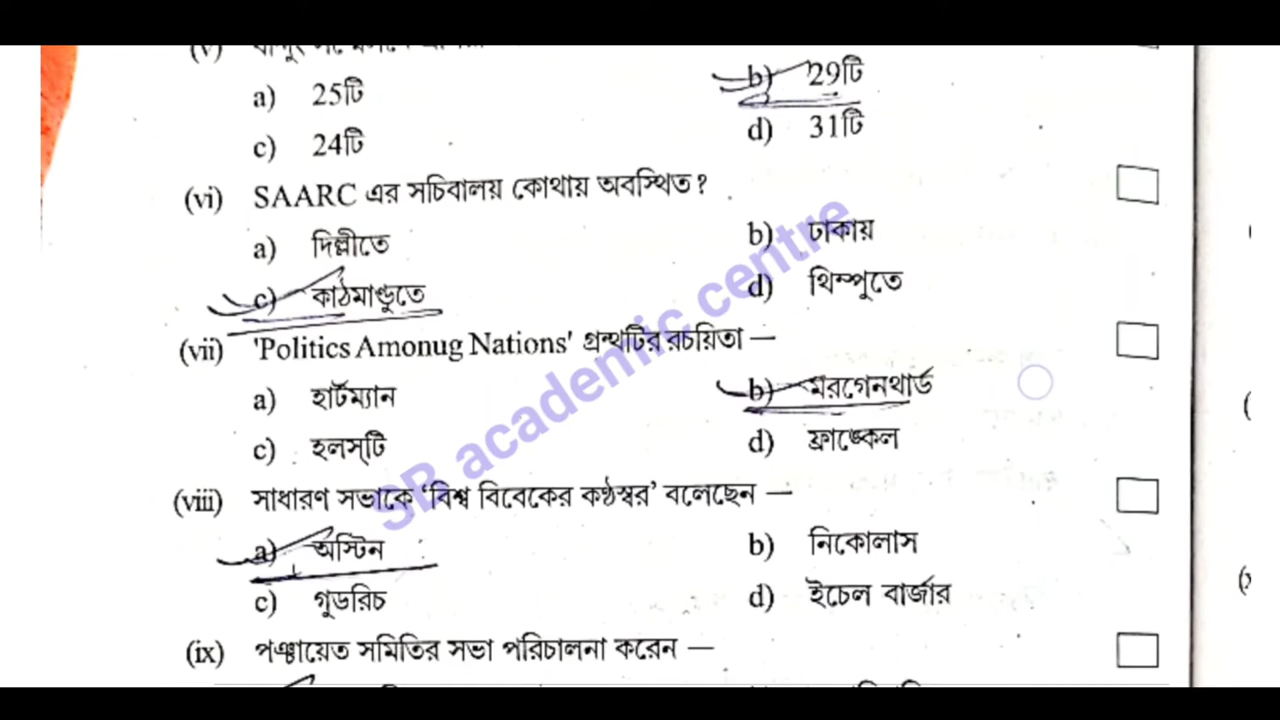 a) 25টি
b) 29টি
c) 24টি
d) 31টি
(vi) SAARC এর সচিবালয় কোথায় অবস্থিত?
a) দিল্লীতে
b) ঢাকায়
c) কাঠমান্ডুতে
d) থিম্পুতে
(vii) 'Politics Amonug Nations' গ্রন্থটির রচয়িতা —
a) হার্টম্যান
b) মরগেনথার্ড
c) হলস্‌টি
d) ফ্রাঙ্কেল
(viii) সাধারণ সভাকে ‘বিশ্ব বিবেকের কণ্ঠস্বর’ বলেছেন —
a) অস্টিন
b) নিকোলাস
c) গুডরিচ
d) ইচেল বার্জার
(ix) পঞ্চায়েত সমিতির সভা পরিচালনা করেন —
SB academic centre